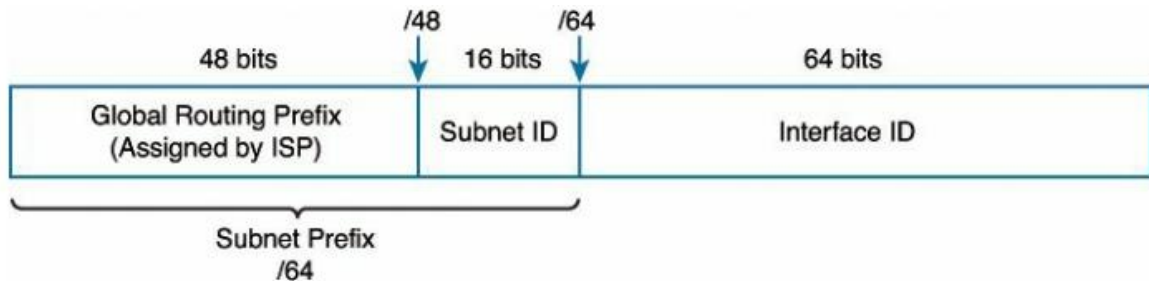 /48
/64
48 bits
16 bits
64 bits
Global Routing Prefix
(Assigned by ISP)
Subnet ID
Interface ID
Subnet Prefix
/64